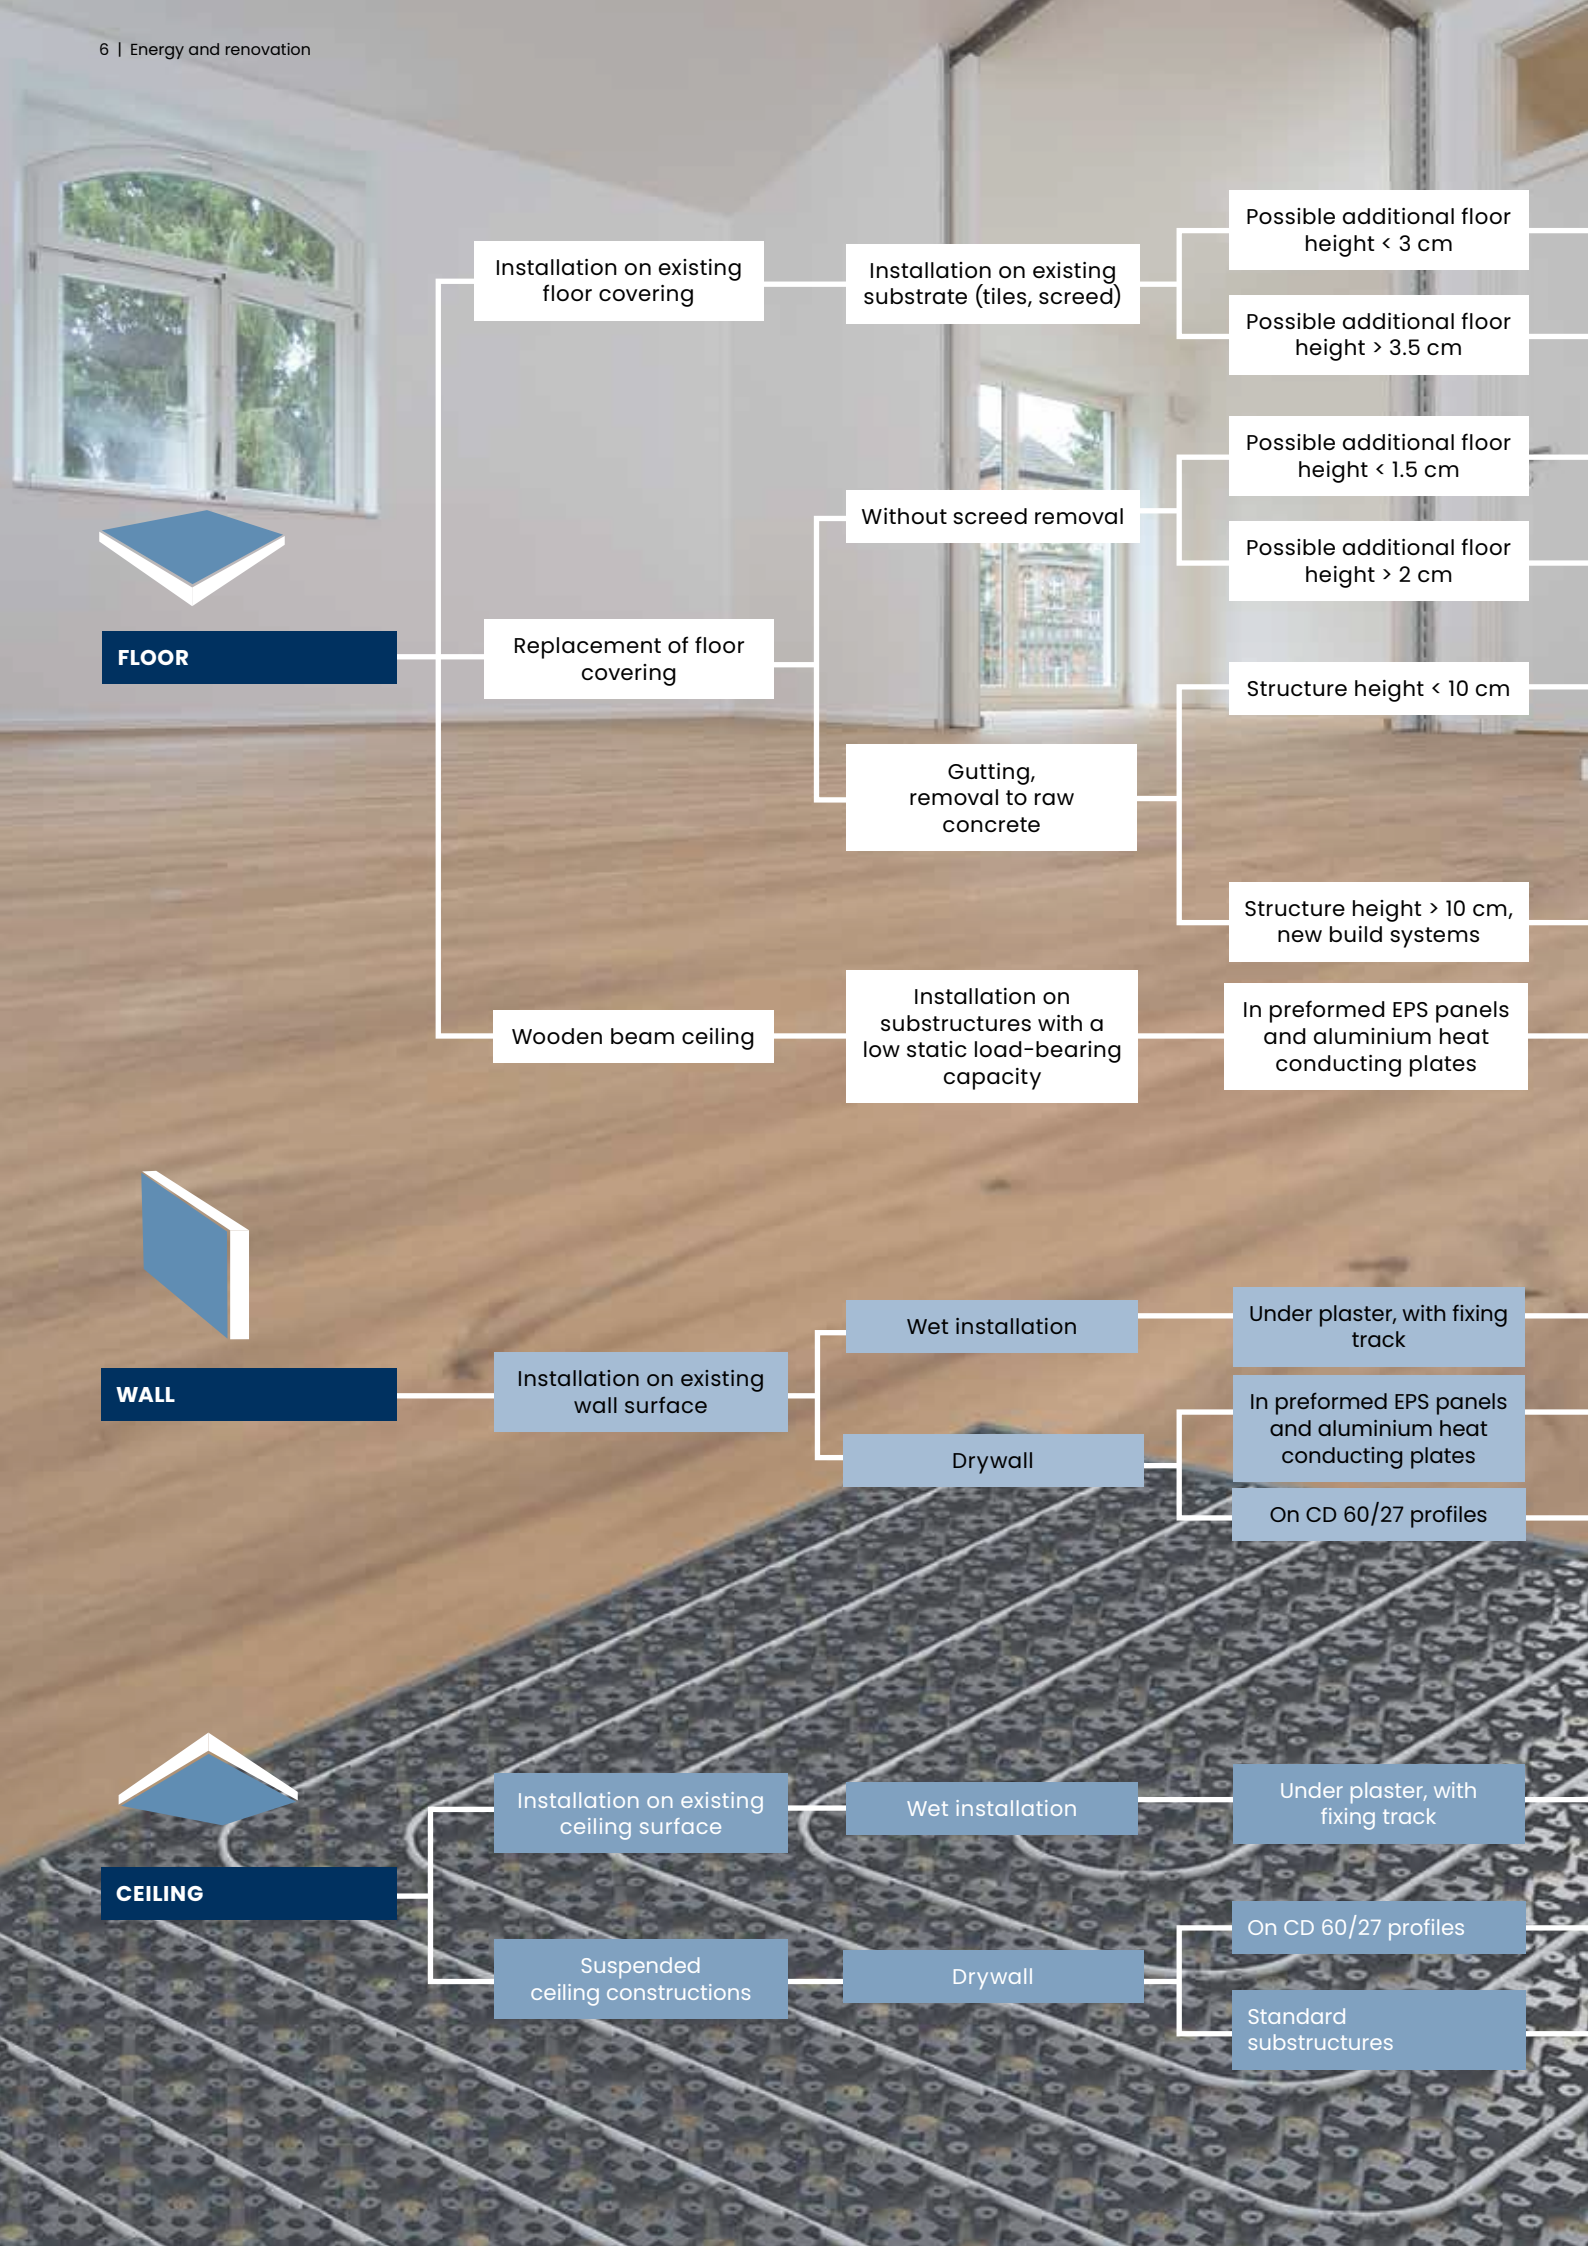 6 | Energy and renovation
FLOOR
Installation on existing
floor covering
Installation on existing
substrate (tiles, screed)
Possible additional floor
height < 3 cm
Possible additional floor
height > 3.5 cm
Replacement of floor
covering
Without screed removal
Possible additional floor
height < 1.5 cm
Possible additional floor
height > 2 cm
Gutting,
removal to raw
concrete
Structure height < 10 cm
Structure height > 10 cm,
new build systems
Wooden beam ceiling
Installation on
substructures with a
low static load-bearing
capacity
In preformed EPS panels
and aluminium heat
conducting plates
WALL
Installation on existing
wall surface
Wet installation
Under plaster, with fixing
track
Drywall
In preformed EPS panels
and aluminium heat
conducting plates
On CD 60/27 profiles
CEILING
Installation on existing
ceiling surface
Wet installation
Under plaster, with
fixing track
Suspended
ceiling constructions
Drywall
On CD 60/27 profiles
Standard
substructures